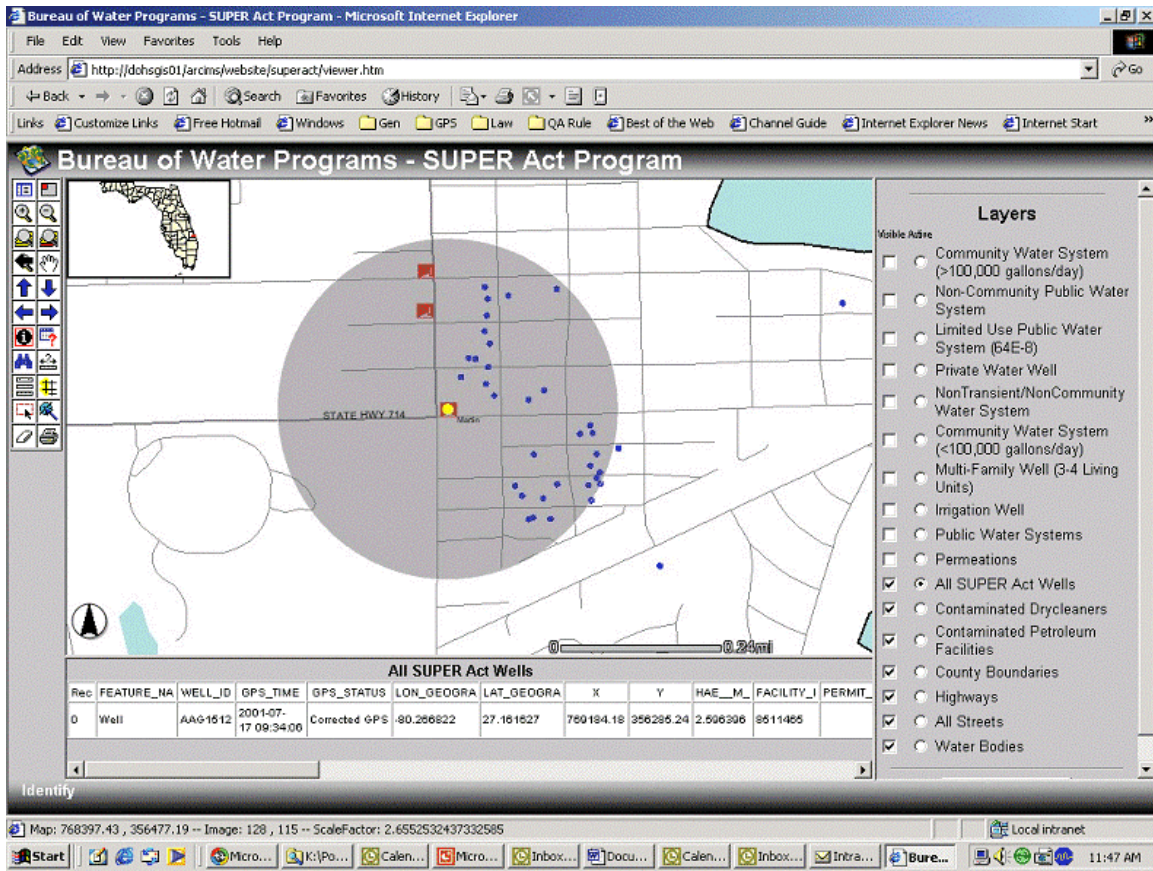 Bureau of Water Programs - SUPER Act Program - Microsoft Internet Explorer
File Edit View Favorites Tools Help
Address http://dohsgis01/arcims/website/superact/viewer.htm Go
Back Search Favorites History
Links Customize Links Free Hotmail Windows Gen GPS Law QA Rule Best of the Web Channel Guide Internet Explorer News Internet Start »
Bureau of Water Programs - SUPER Act Program
STATE HWY 714
Martin
0 0.24mi
Layers
Visible Active
Community Water System
(>100,000 gallons/day)
Non-Community Public Water
System
Limited Use Public Water
System (64E-8)
Private Water Well
NonTransient/NonCommunity
Water System
Community Water System
(<100,000 gallons/day)
Multi-Family Well (3-4 Living
Units)
Irrigation Well
Public Water Systems
Permeations
All SUPER Act Wells
Contaminated Drycleaners
Contaminated Petroleum
Facilities
County Boundaries
Highways
All Streets
Water Bodies
All SUPER Act Wells
Rec FEATURE_NA WELL_ID GPS_TIME GPS_STATUS LON_GEOGRA LAT_GEOGRA X Y HAE__M_ FACILITY_I PERMIT_
0 Well AAG1512 2001-07-17 09:34:06 Corrected GPS -80.266822 27.161627 769184.18 356285.24 2.596396 8511465
Identify
Map: 768397.43 , 356477.19 -- Image: 128 , 115 -- ScaleFactor: 2.6552532437332585
Local intranet
Start Micro... K:\Po... Calen... Micro... Inbox... Docu... Calen... Inbox... Intra... Bure... 11:47 AM